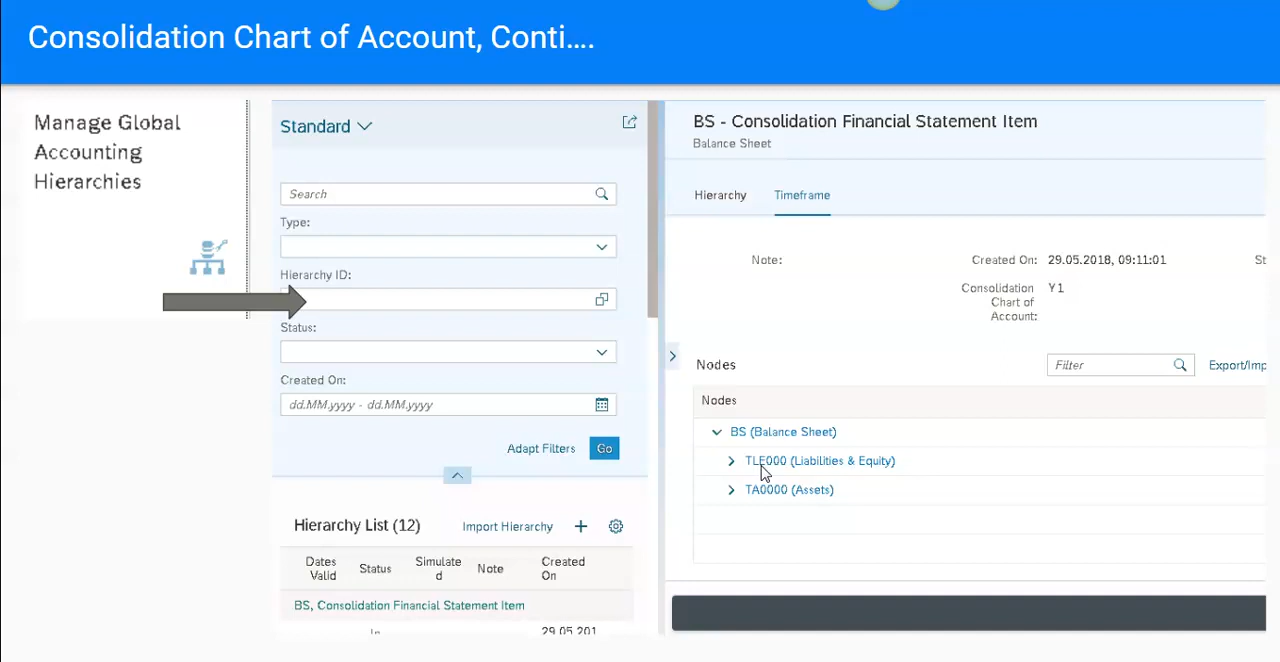 Consolidation Chart of Account, Conti....
Manage Global
Accounting
Hierarchies
Standard
Search
Type:
Hierarchy ID:
Status:
Created On:
dd.MM.yyyy - dd.MM.yyyy
Adapt Filters Go
Hierarchy List (12) Import Hierarchy
Dates Valid Status Simulate d Note Created On
BS, Consolidation Financial Statement Item
In 29.05.201
BS - Consolidation Financial Statement Item
Balance Sheet
Hierarchy Timeframe
Note: Created On: 29.05.2018, 09:11:01 St
Consolidation Y1
Chart of
Account:
Nodes Filter Export/Imp
Nodes
BS (Balance Sheet)
TLE000 (Liabilities & Equity)
TA0000 (Assets)